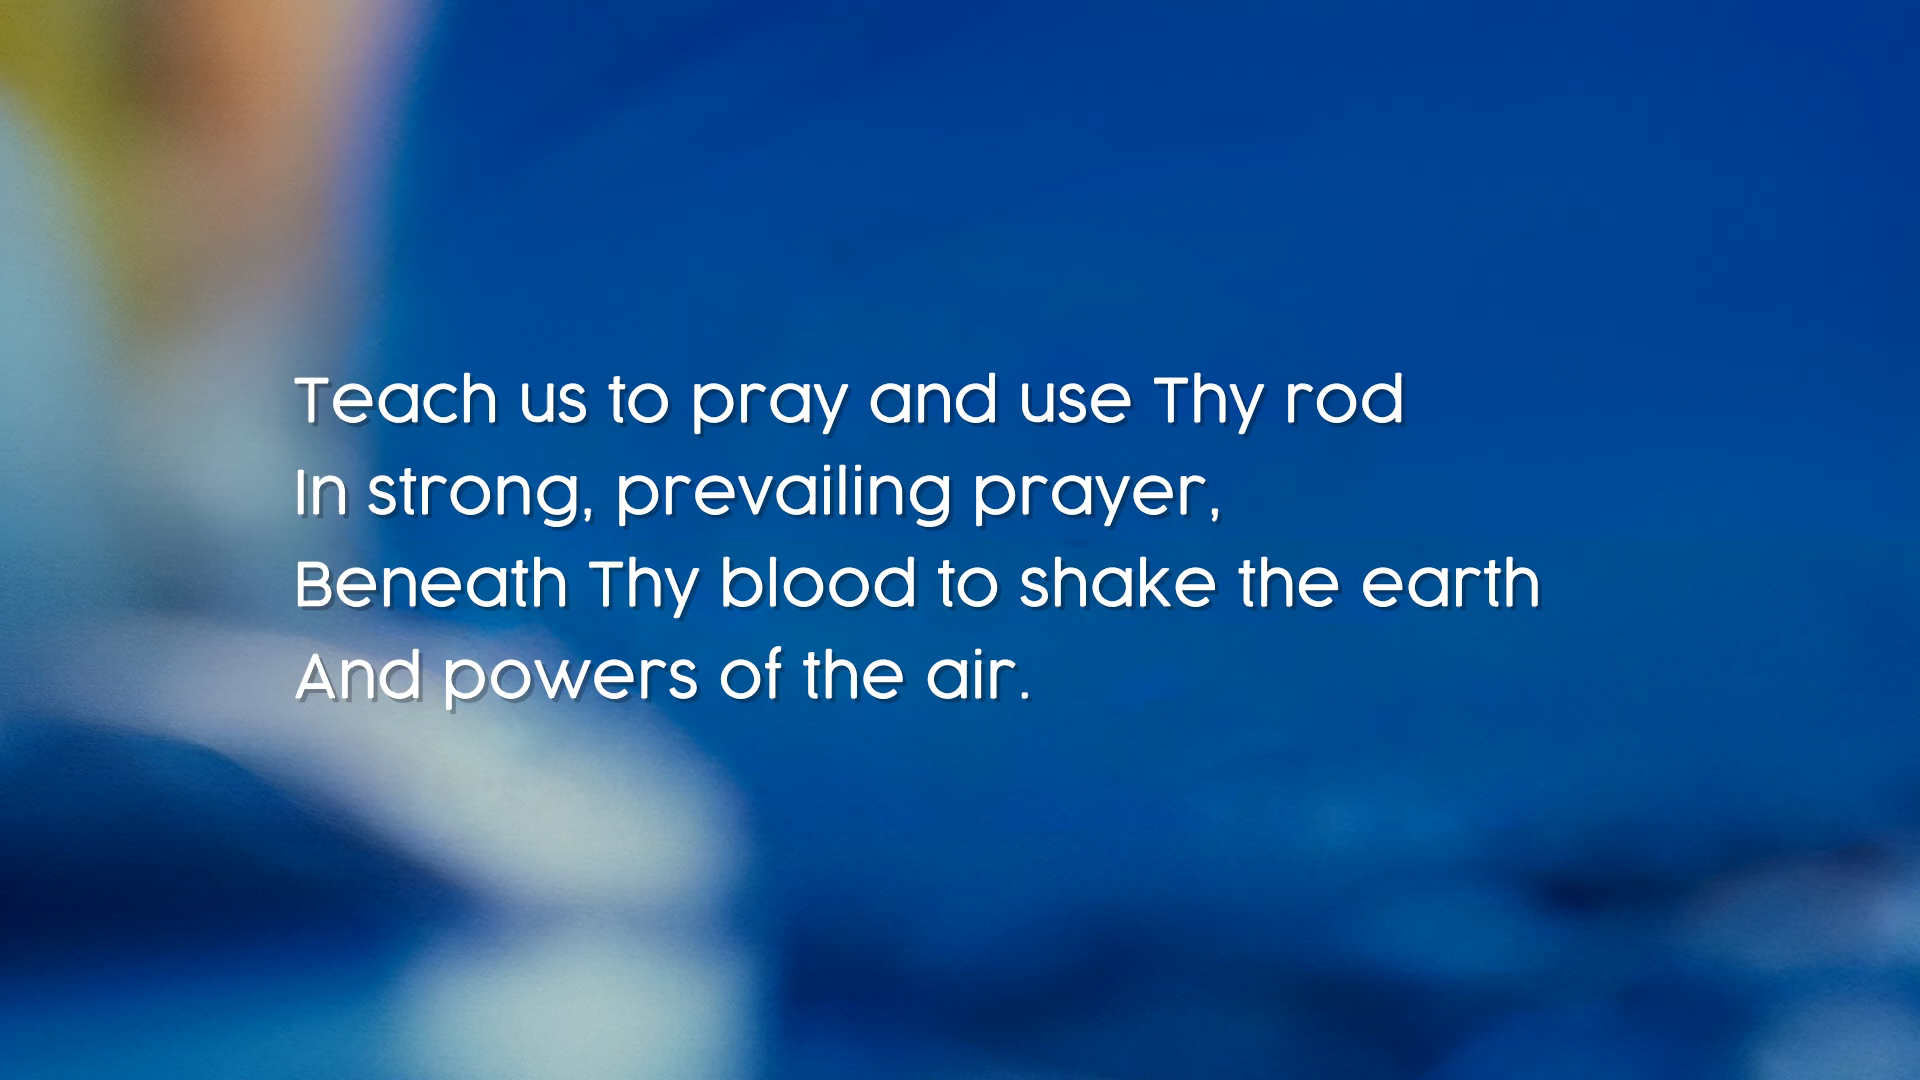 Teach us to pray and use Thy rod
In strong, prevailing prayer,
Beneath Thy blood to shake the earth
And powers of the air.